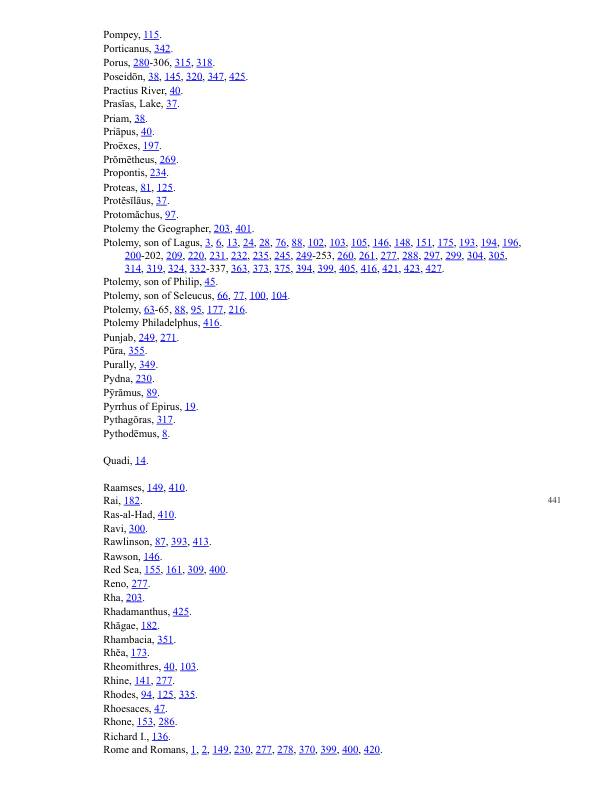 Pompey, 115.
Porticanus, 342.
Porus, 280-306, 315, 318.
Poseidōn, 38, 145, 320, 347, 425.
Practius River, 40.
Prasīas, Lake, 37.
Priam, 38.
Priāpus, 40.
Proëxes, 197.
Prōmētheus, 269.
Propontis, 234.
Proteas, 81, 125.
Protēsĭlāus, 37.
Protomăchus, 97.
Ptolemy the Geographer, 203, 401.
Ptolemy, son of Lagus, 3, 6, 13, 24, 28, 76, 88, 102, 103, 105, 146, 148, 151, 175, 193, 194, 196,
200-202, 209, 220, 231, 232, 235, 245, 249-253, 260, 261, 277, 288, 297, 299, 304, 305,
314, 319, 324, 332-337, 363, 373, 375, 394, 399, 405, 416, 421, 423, 427.
Ptolemy, son of Philip, 45.
Ptolemy, son of Seleucus, 66, 77, 100, 104.
Ptolemy, 63-65, 88, 95, 177, 216.
Ptolemy Philadelphus, 416.
Punjab, 249, 271.
Pūra, 355.
Purally, 349.
Pydna, 230.
Pȳrămus, 89.
Pyrrhus of Epirus, 19.
Pythagŏras, 317.
Pythodēmus, 8.
Quadi, 14.
Raamses, 149, 410.
Rai, 182.
441
Ras-al-Had, 410.
Ravi, 300.
Rawlinson, 87, 393, 413.
Rawson, 146.
Red Sea, 155, 161, 309, 400.
Reno, 277.
Rha, 203.
Rhadamanthus, 425.
Rhāgae, 182.
Rhambacia, 351.
Rhĕa, 173.
Rheomithres, 40, 103.
Rhine, 141, 277.
Rhodes, 94, 125, 335.
Rhoesaces, 47.
Rhone, 153, 286.
Richard I., 136.
Rome and Romans, 1, 2, 149, 230, 277, 278, 370, 399, 400, 420.